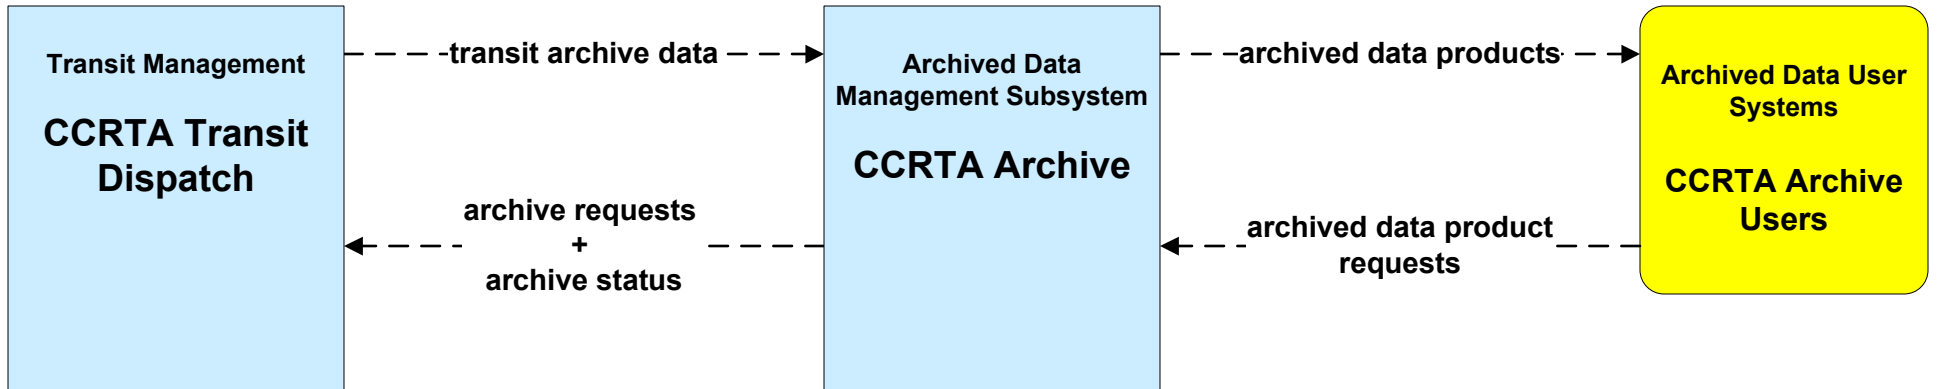 Transit Management
CCRTA Transit
Dispatch
transit archive data
archive requests
+
archive status
Archived Data
Management Subsystem
CCRTA Archive
archived data products
archived data product
requests
Archived Data User
Systems
CCRTA Archive
Users